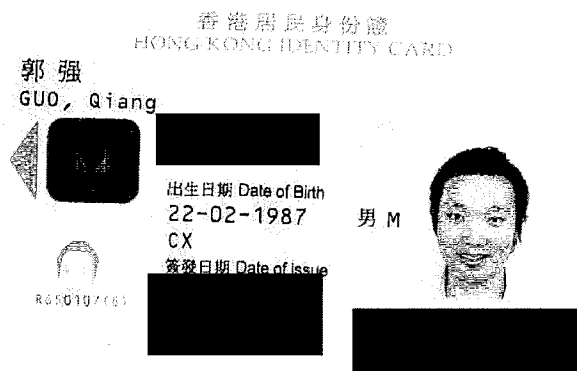 香港居民身份證
HONG KONG IDENTITY CARD
郭强
GUO, Qiang
出生日期 Date of Birth
22-02-1987
男 M
CX
簽發日期 Date of issue